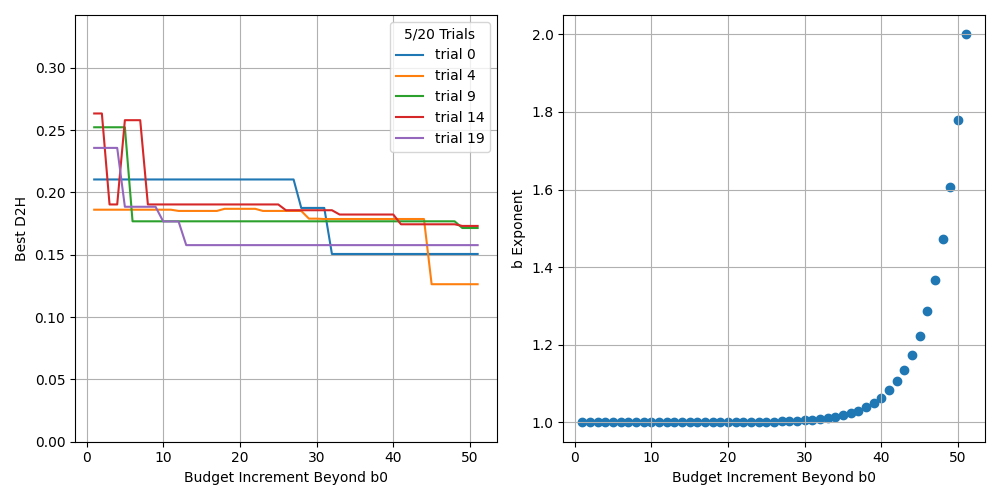 5/20 Trials
trial 0
trial 4
trial 9
trial 14
trial 19
0.30
0.25
0.20
0.15
0.10
0.05
0.00
Best D2H
0 10 20 30 40 50
Budget Increment Beyond b0
2.0
1.8
1.6
1.4
1.2
1.0
b Exponent
0 10 20 30 40 50
Budget Increment Beyond b0